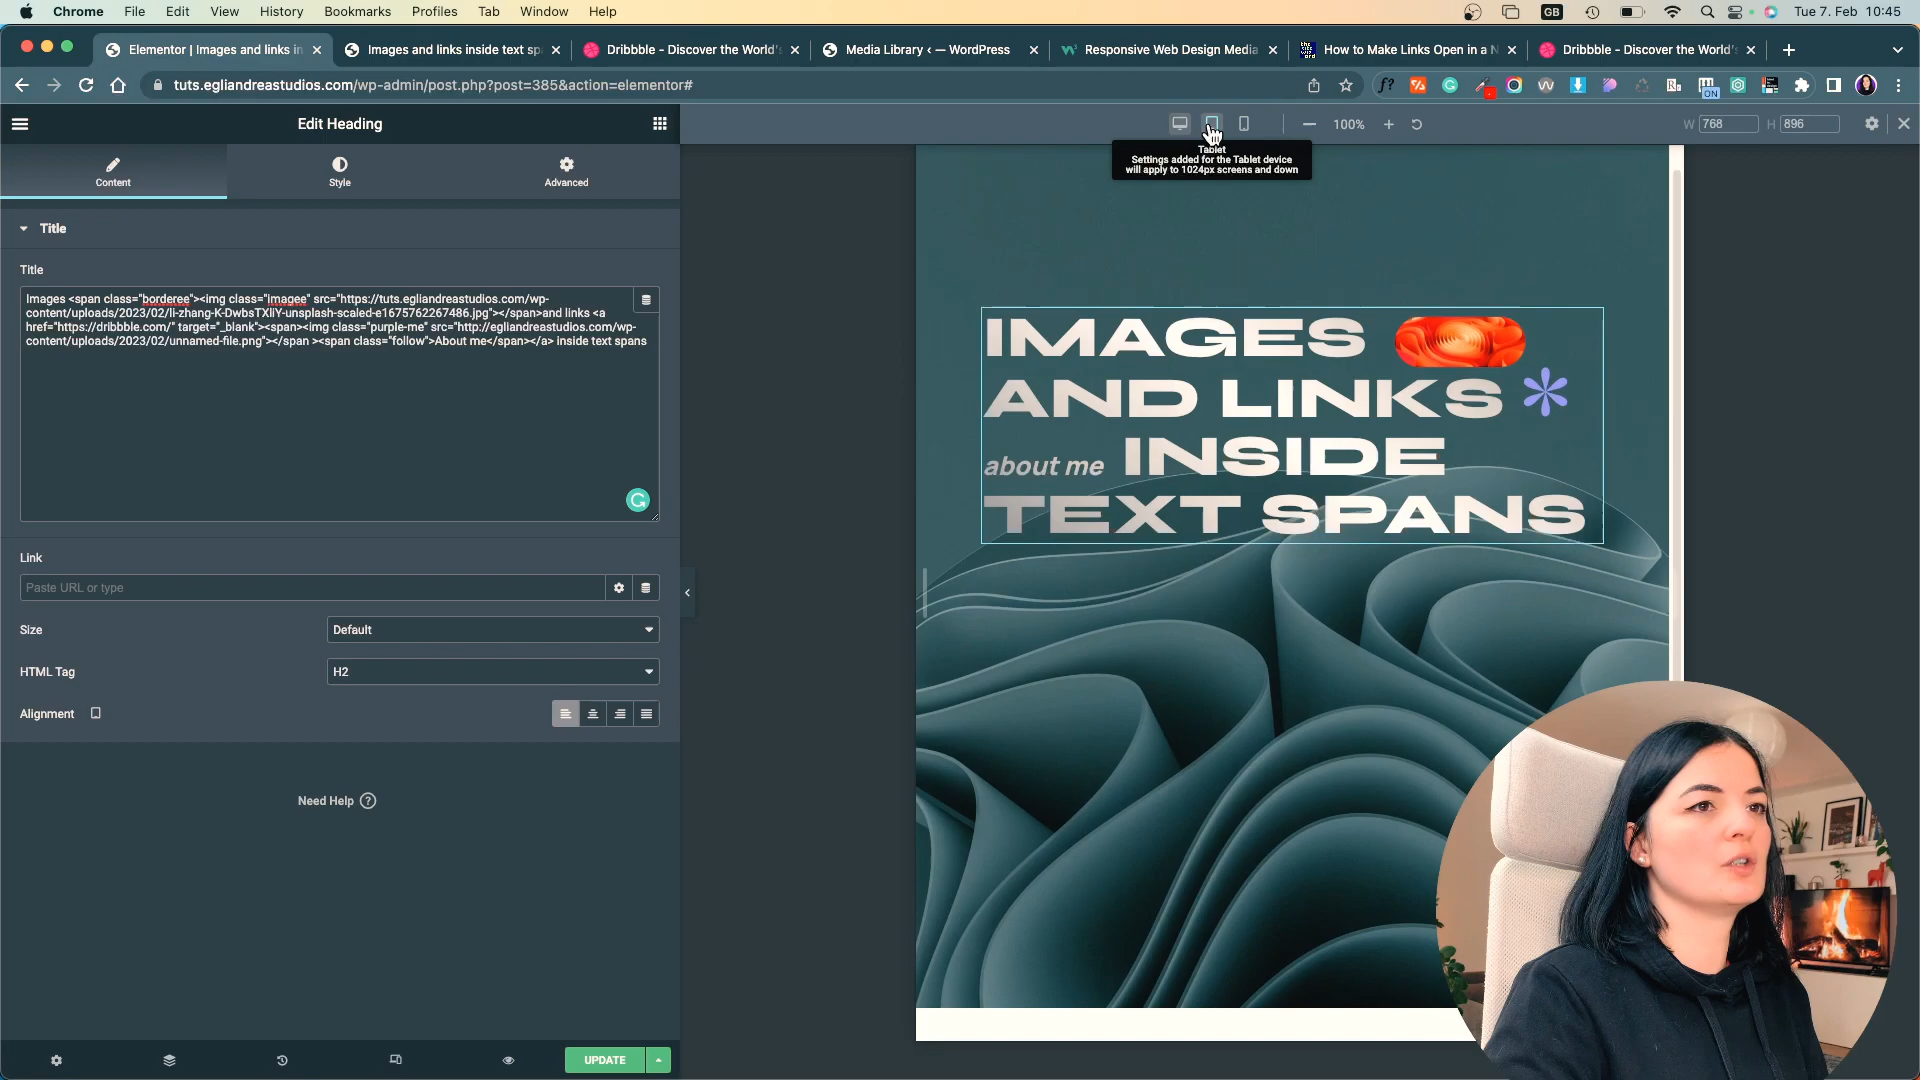 Chrome File Edit View History Bookmarks Profiles Tab Window Help
GB
Tue 7. Feb 10:45
Elementor | Images and links in
Images and links inside text sp
Dribbble - Discover the World's
Media Library ‹ — WordPress
Responsive Web Design Media
How to Make Links Open in a N
Dribbble - Discover the World's
tuts.egliandreastudios.com/wp-admin/post.php?post=385&action=elementor#
ON
Edit Heading
100%
W 768
H 896
Tablet
Settings added for the Tablet device
will apply to 1024px screens and down
Content
Style
Advanced
Title
Title
Images <span class="borderee"><img class="imagee" src="https://tuts.egliandreastudios.com/wp-
content/uploads/2023/02/li-zhang-K-DwbsTXliY-unsplash-scaled-e1675762267486.jpg"></span>and links <a
href="https://dribbble.com/" target="_blank"><span><img class="purple-me" src="http://egliandreastudios.com/wp-
content/uploads/2023/02/unnamed-file.png"></span ><span class="follow">About me</span></a> inside text spans
Link
Paste URL or type
Size
Default
HTML Tag
H2
Alignment
Need Help
UPDATE
IMAGES
AND LINKS
about me INSIDE
TEXT SPANS